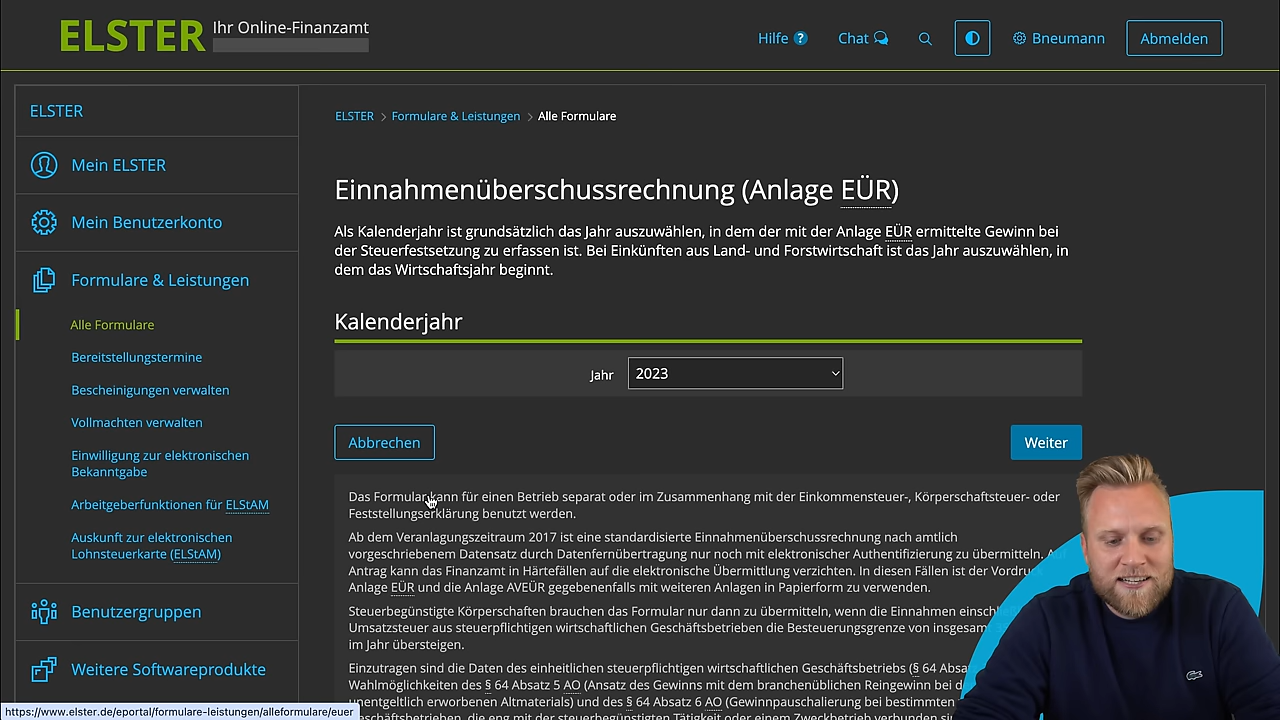 ELSTER Ihr Online-Finanzamt
Hilfe ?
Chat
Bneumann
Abmelden
ELSTER
Mein ELSTER
Mein Benutzerkonto
Formulare & Leistungen
Alle Formulare
Bereitstellungstermine
Bescheinigungen verwalten
Vollmachten verwalten
Einwilligung zur elektronischen
Bekanntgabe
Arbeitgeberfunktionen für ELStAM
Auskunft zur elektronischen
Lohnsteuerkarte (ELStAM)
Benutzergruppen
Weitere Softwareprodukte
https://www.elster.de/eportal/formulare-leistungen/alleformulare/euer
ELSTER > Formulare & Leistungen > Alle Formulare
Einnahmenüberschussrechnung (Anlage EÜR)
Als Kalenderjahr ist grundsätzlich das Jahr auszuwählen, in dem der mit der Anlage EÜR ermittelte Gewinn bei
der Steuerfestsetzung zu erfassen ist. Bei Einkünften aus Land- und Forstwirtschaft ist das Jahr auszuwählen, in
dem das Wirtschaftsjahr beginnt.
Kalenderjahr
Jahr 2023
Abbrechen
Weiter
Das Formular kann für einen Betrieb separat oder im Zusammenhang mit der Einkommensteuer-, Körperschaftsteuer- oder
Feststellungserklärung benutzt werden.
Ab dem Veranlagungszeitraum 2017 ist eine standardisierte Einnahmenüberschussrechnung nach amtlich
vorgeschriebenem Datensatz durch Datenfernübertragung nur noch mit elektronischer Authentifizierung zu übermitteln.
Antrag kann das Finanzamt in Härtefällen auf die elektronische Übermittlung verzichten. In diesen Fällen ist der Vordruck
Anlage EÜR und die Anlage AVEÜR gegebenenfalls mit weiteren Anlagen in Papierform zu verwenden.
Steuerbegünstigte Körperschaften brauchen das Formular nur dann zu übermitteln, wenn die Einnahmen
Umsatzsteuer aus steuerpflichtigen wirtschaftlichen Geschäftsbetrieben die Besteuerungsgrenze von insgesamt
im Jahr übersteigen.
Einzutragen sind die Daten des einheitlichen steuerpflichtigen wirtschaftlichen Geschäftsbetriebs (§ 64
Wahlmöglichkeiten des § 64 Absatz 5 AO (Ansatz des Gewinns mit dem branchenüblichen Reingewinn bei
unentgeltlich erworbenen Altmaterials) und des § 64 Absatz 6 AO (Gewinnpauschalierung bei bestimmten